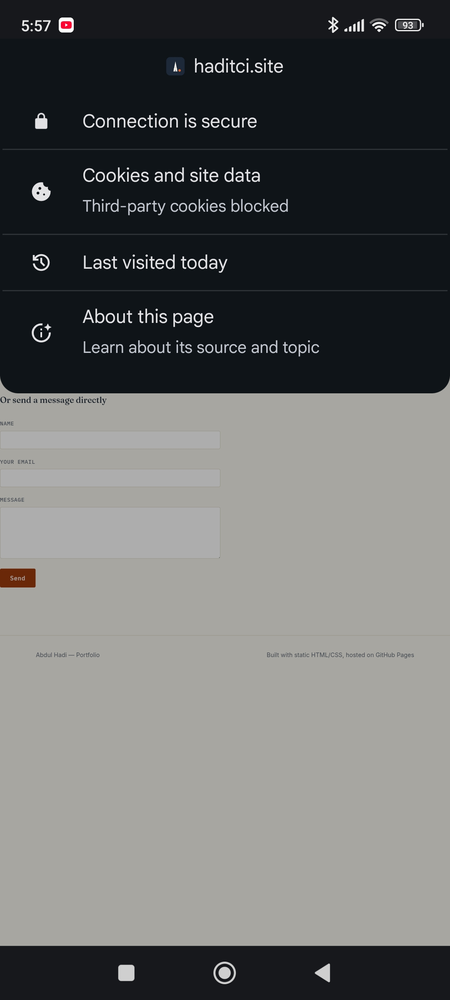 5:57
93
haditci.site
Connection is secure
Cookies and site data
Third-party cookies blocked
Last visited today
About this page
Learn about its source and topic
Or send a message directly
NAME
YOUR EMAIL
MESSAGE
Send
Abdul Hadi — Portfolio
Built with static HTML/CSS, hosted on GitHub Pages